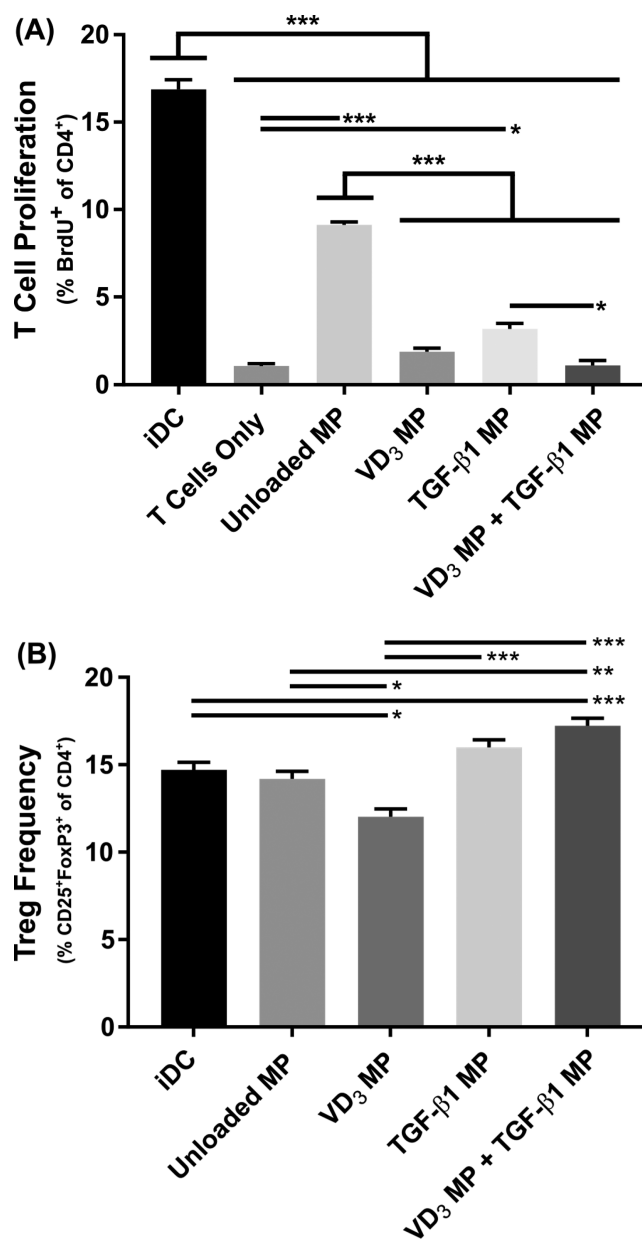 (A)
T Cell Proliferation
(% BrdU⁺ of CD4⁺)
20
15
10
5
0
***
***
*
***
*
iDC
T Cells Only
Unloaded MP
VD₃ MP
TGF-β1 MP
VD₃ MP + TGF-β1 MP
(B)
Treg Frequency
(% CD25⁺FoxP3⁺ of CD4⁺)
20
15
10
5
0
***
***
**
*
***
*
iDC
Unloaded MP
VD₃ MP
TGF-β1 MP
VD₃ MP + TGF-β1 MP